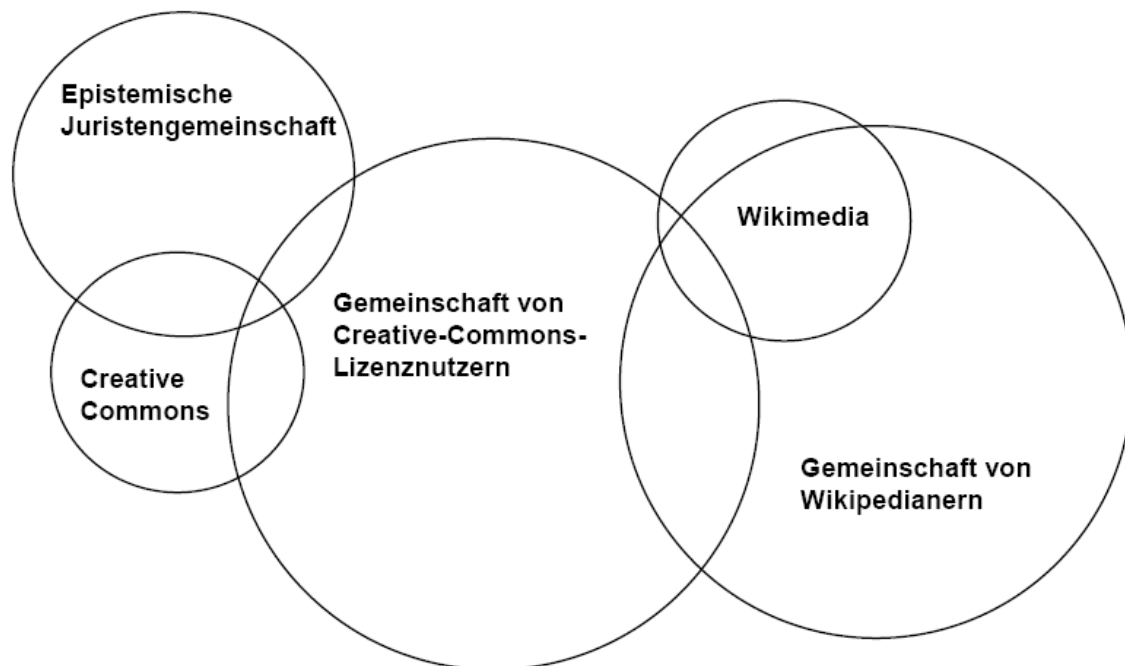 Epistemische
Juristengemeinschaft
Wikimedia
Gemeinschaft von
Creative-Commons-
Lizenznutzern
Creative
Commons
Gemeinschaft von
Wikipedianern